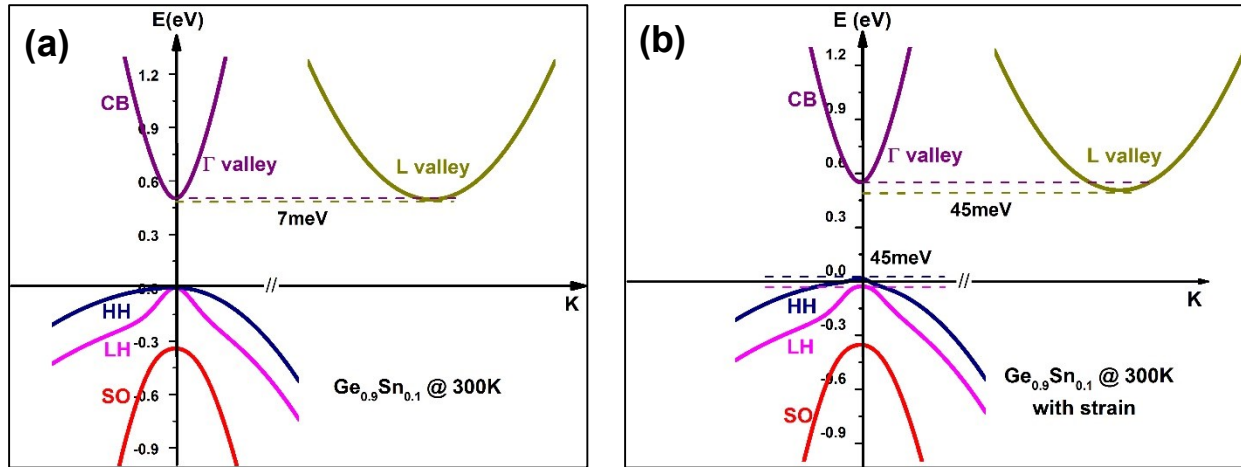 (a)
E(eV)
1.2
CB
0.9
Γ valley
L valley
0.6
7meV
0.3
0.0
//
K
HH
-0.3
LH
SO
-0.6
Ge0.9Sn0.1 @ 300K
-0.9
(b)
E (eV)
1.2
CB
0.9
0.6
Γ valley
L valley
45meV
0.3
0.0
45meV
//
K
HH
-0.3
LH
-0.6
Ge0.9Sn0.1 @ 300K
with strain
SO
-0.9